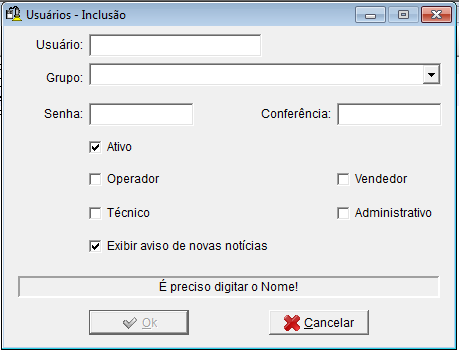 Usuários - Inclusão
Usuário:
Grupo:
Senha: Conferência:
Ativo
Operador Vendedor
Técnico Administrativo
Exibir aviso de novas notícias
É preciso digitar o Nome!
Ok Cancelar